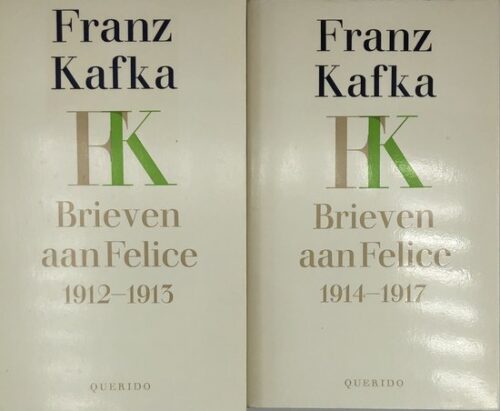 Franz
Kafka
FK
Brieven
aan Felice
1912–1913
QUERIDO
Franz
Kafka
FK
Brieven
aan Felice
1914–1917
QUERIDO